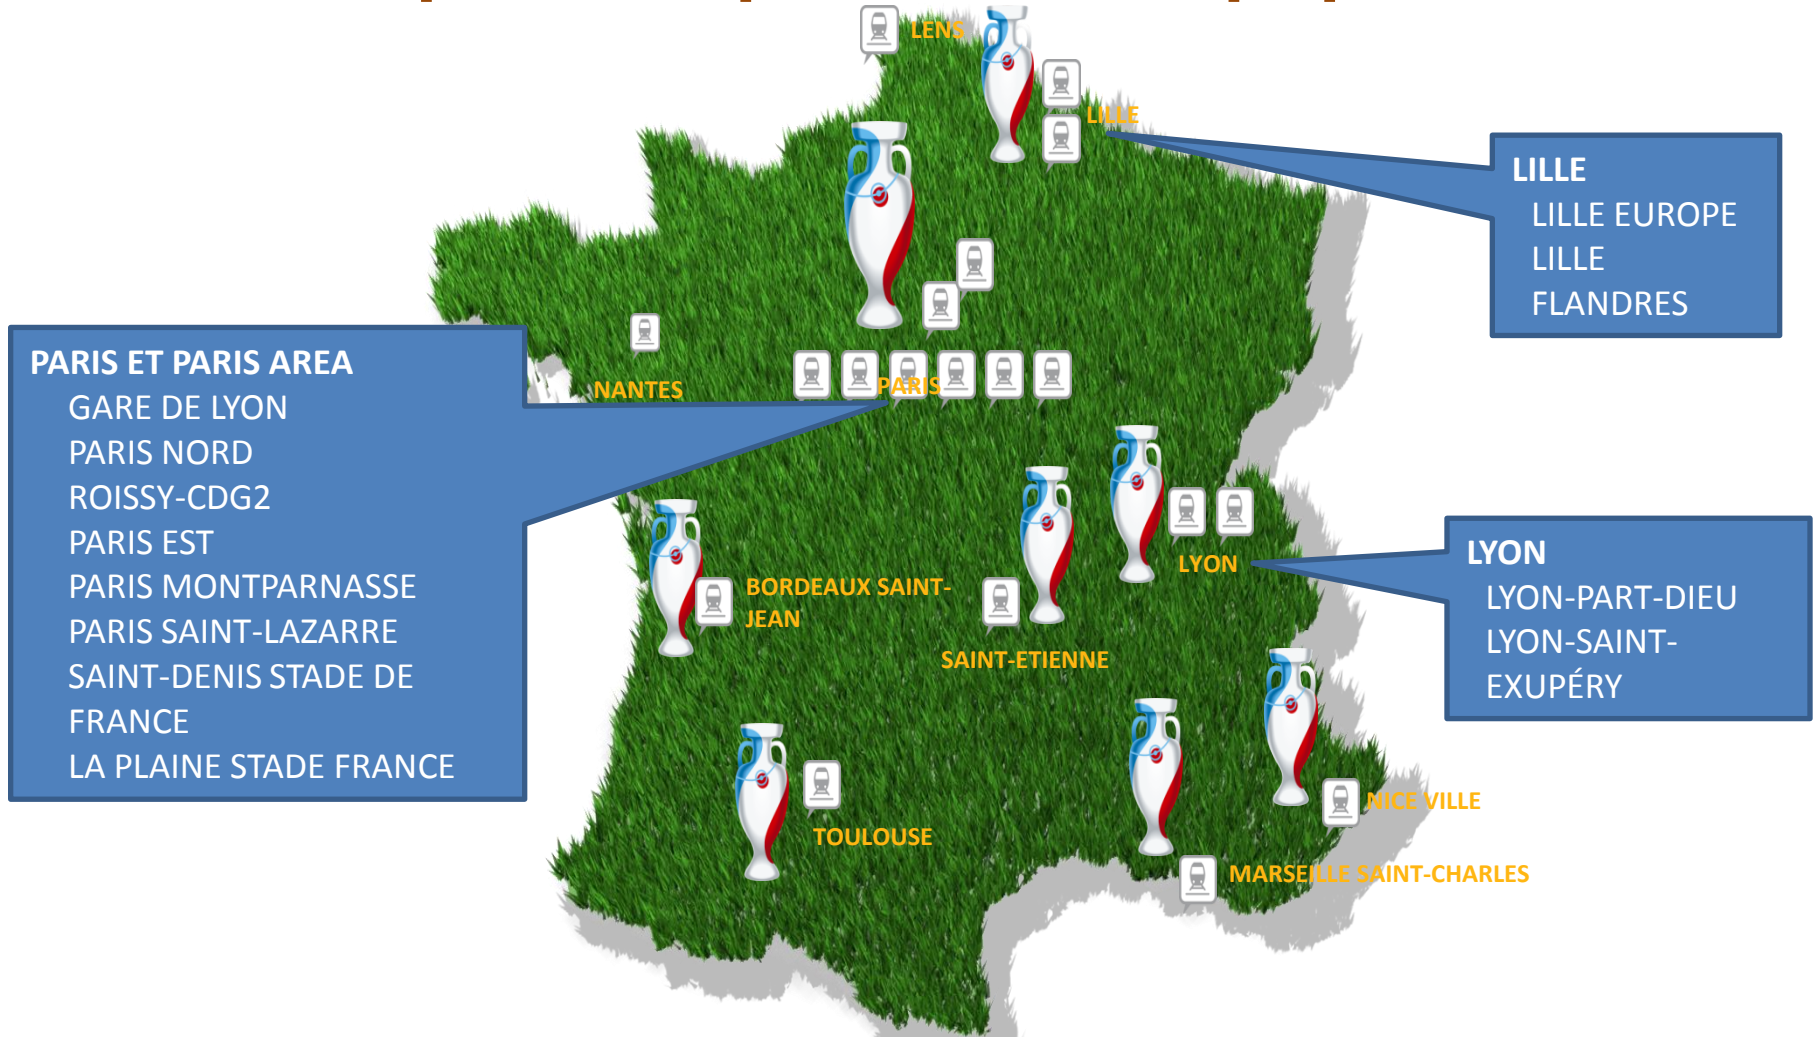 LENS
LILLE
LILLE
LILLE EUROPE
LILLE
FLANDRES
PARIS ET PARIS AREA
GARE DE LYON
PARIS NORD
ROISSY-CDG2
PARIS EST
PARIS MONTPARNASSE
PARIS SAINT-LAZARRE
SAINT-DENIS STADE DE
FRANCE
LA PLAINE STADE FRANCE
NANTES
PARIS
LYON
LYON
LYON-PART-DIEU
LYON-SAINT-
EXUPÉRY
BORDEAUX SAINT-
JEAN
SAINT-ETIENNE
TOULOUSE
NICE VILLE
MARSEILLE SAINT-CHARLES